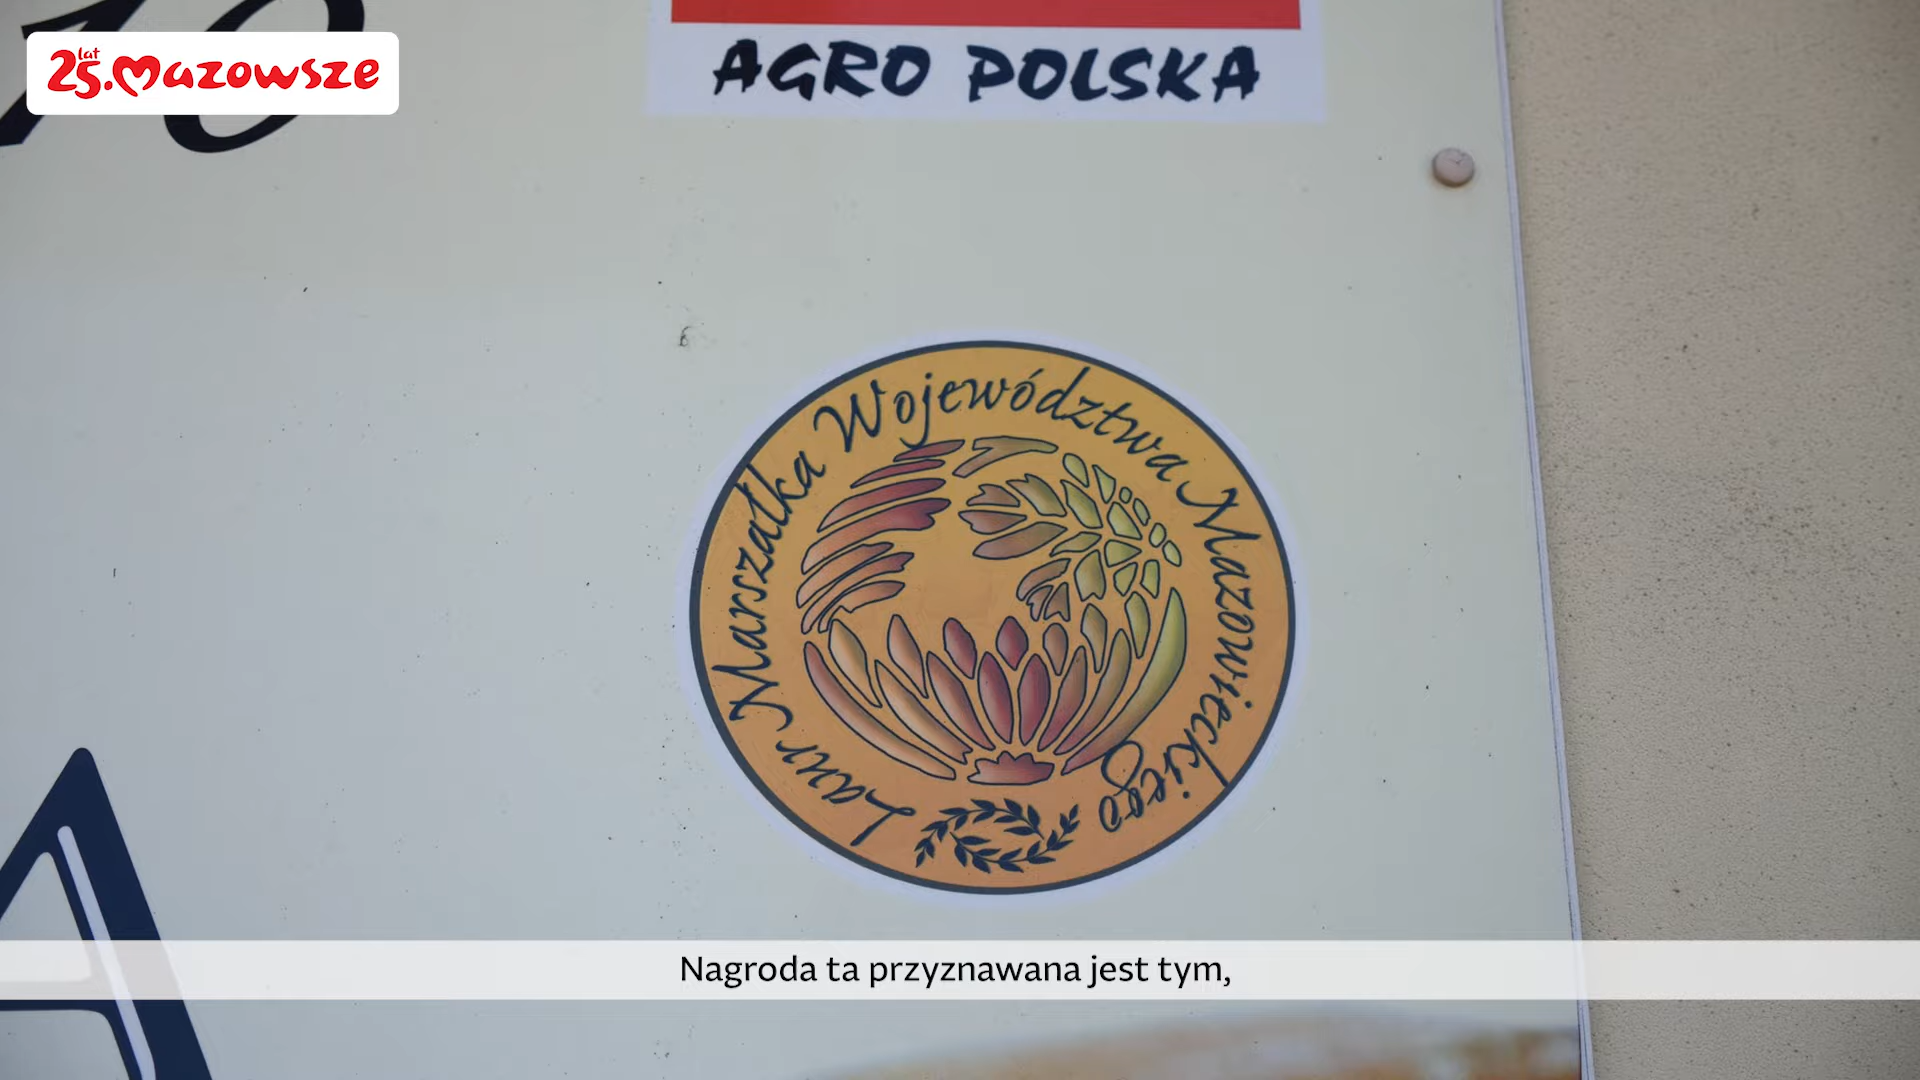 25 lat. Mazowsze
AGRO POLSKA
Laur Marszałka Województwa Mazowieckiego
Nagroda ta przyznawana jest tym,